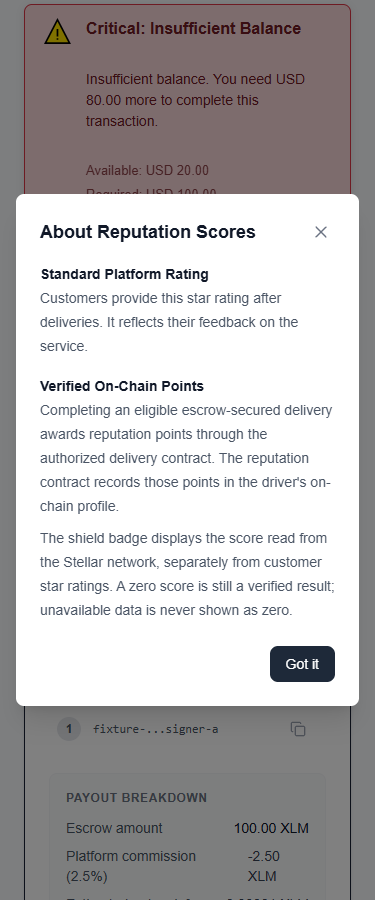 Critical: Insufficient Balance
Insufficient balance. You need USD
80.00 more to complete this
transaction.
Available: USD 20.00
Required: USD 100.00
About Reputation Scores
Standard Platform Rating
Customers provide this star rating after
deliveries. It reflects their feedback on the
service.
Verified On-Chain Points
Completing an eligible escrow-secured delivery
awards reputation points through the
authorized delivery contract. The reputation
contract records those points in the driver's on-
chain profile.
The shield badge displays the score read from
the Stellar network, separately from customer
star ratings. A zero score is still a verified result;
unavailable data is never shown as zero.
Got it
1 fixture-...signer-a
PAYOUT BREAKDOWN
Escrow amount 100.00 XLM
Platform commission -2.50
(2.5%) XLM